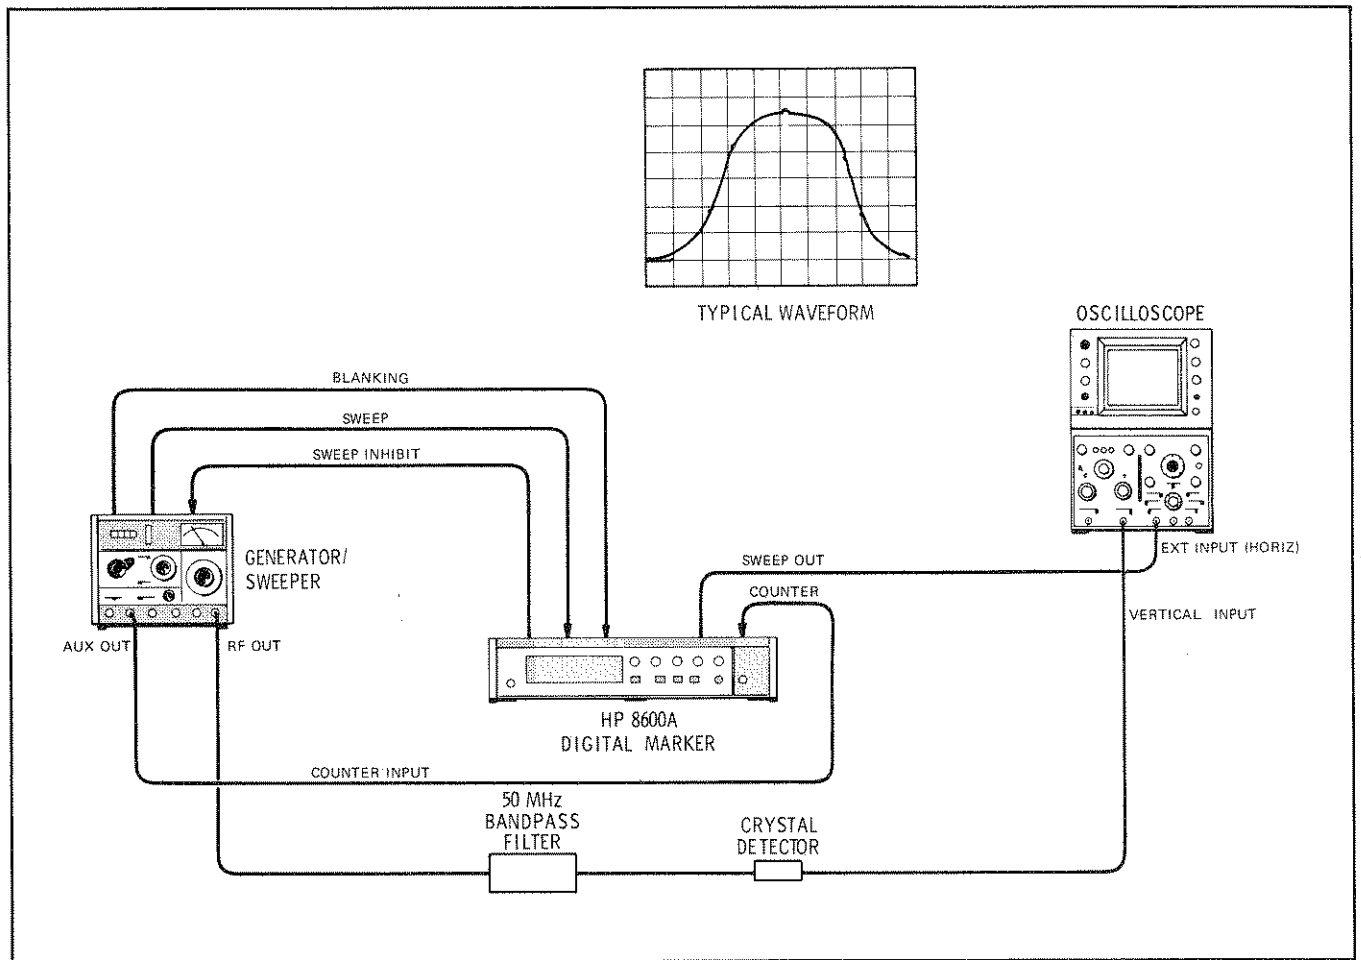 TYPICAL WAVEFORM
OSCILLOSCOPE
BLANKING
SWEEP
SWEEP INHIBIT
GENERATOR/
SWEEPER
EXT INPUT (HORIZ)
SWEEP OUT
COUNTER
VERTICAL INPUT
AUX OUT
RF OUT
HP 8600A
DIGITAL MARKER
COUNTER INPUT
50 MHz
BANDPASS
FILTER
CRYSTAL
DETECTOR